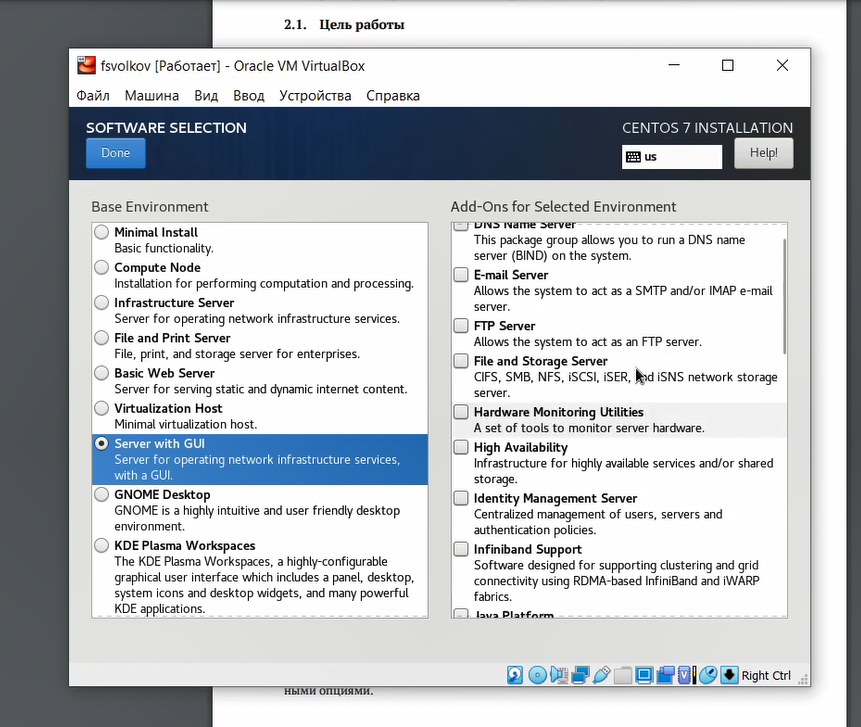 2.1. Цель работы
fsvolkov [Работает] - Oracle VM VirtualBox
Файл Машина Вид Ввод Устройства Справка
SOFTWARE SELECTION
CENTOS 7 INSTALLATION
Done
us
Help!
Base Environment
Minimal Install
Basic functionality.
Compute Node
Installation for performing computation and processing.
Infrastructure Server
Server for operating network infrastructure services.
File and Print Server
File, print, and storage server for enterprises.
Basic Web Server
Server for serving static and dynamic internet content.
Virtualization Host
Minimal virtualization host.
Server with GUI
Server for operating network infrastructure services,
with a GUI.
GNOME Desktop
GNOME is a highly intuitive and user friendly desktop
environment.
KDE Plasma Workspaces
The KDE Plasma Workspaces, a highly-configurable
graphical user interface which includes a panel, desktop,
system icons and desktop widgets, and many powerful
KDE applications.
Add-Ons for Selected Environment
DNS Name Server
This package group allows you to run a DNS name
server (BIND) on the system.
E-mail Server
Allows the system to act as a SMTP and/or IMAP e-mail
server.
FTP Server
Allows the system to act as an FTP server.
File and Storage Server
CIFS, SMB, NFS, iSCSI, iSER, and iSNS network storage
server.
Hardware Monitoring Utilities
A set of tools to monitor server hardware.
High Availability
Infrastructure for highly available services and/or shared
storage.
Identity Management Server
Centralized management of users, servers and
authentication policies.
Infiniband Support
Software designed for supporting clustering and grid
connectivity using RDMA-based InfiniBand and iWARP
fabrics.
Java Platform
Right Ctrl
ными опциями.